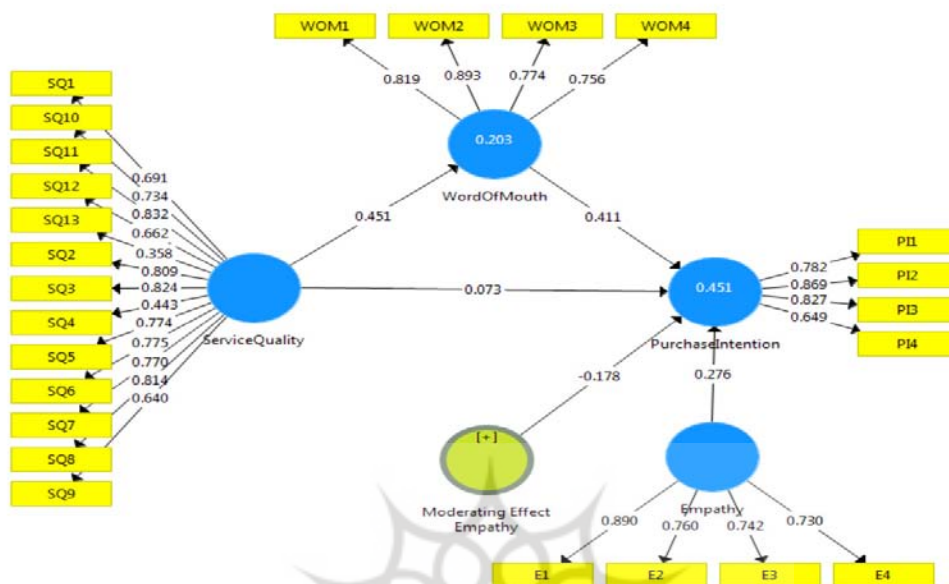 WOM1 WOM2 WOM3 WOM4
0.819 0.893 0.774 0.756
0.203
WordOfMouth
SQ1
SQ10
SQ11
SQ12
SQ13
SQ2
SQ3
SQ4
SQ5
SQ6
SQ7
SQ8
SQ9
0.691
0.734
0.832
0.662
0.358
0.809
0.824
0.443
0.774
0.775
0.770
0.814
0.640
ServiceQuality
0.451
0.411
0.073
0.451
PurchaseIntention
0.782
0.869
0.827
0.649
PI1
PI2
PI3
PI4
-0.178
0.276
[+]
Moderating Effect
Empathy
Empathy
0.890 0.760 0.742 0.730
E1 E2 E3 E4